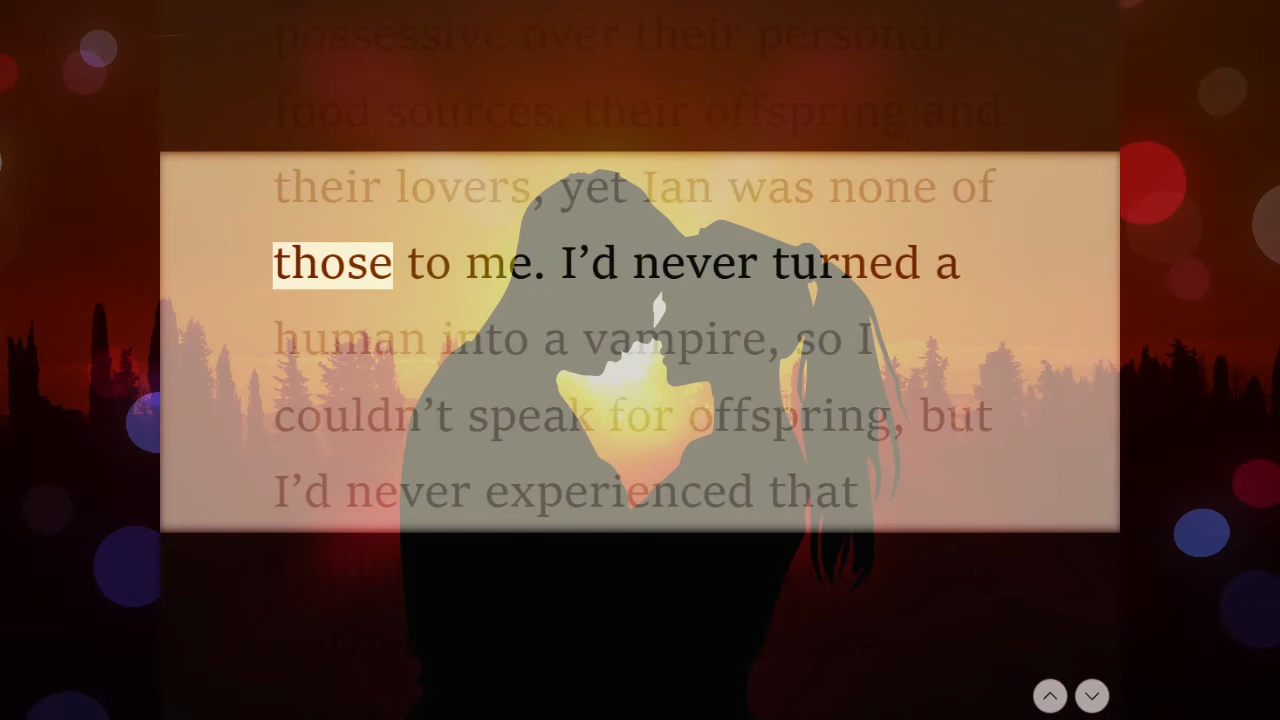 possessive over their personal
food sources, their offspring and
their lovers, yet Ian was none of
those to me. I’d never turned a
human into a vampire, so I
couldn’t speak for offspring, but
I’d never experienced that